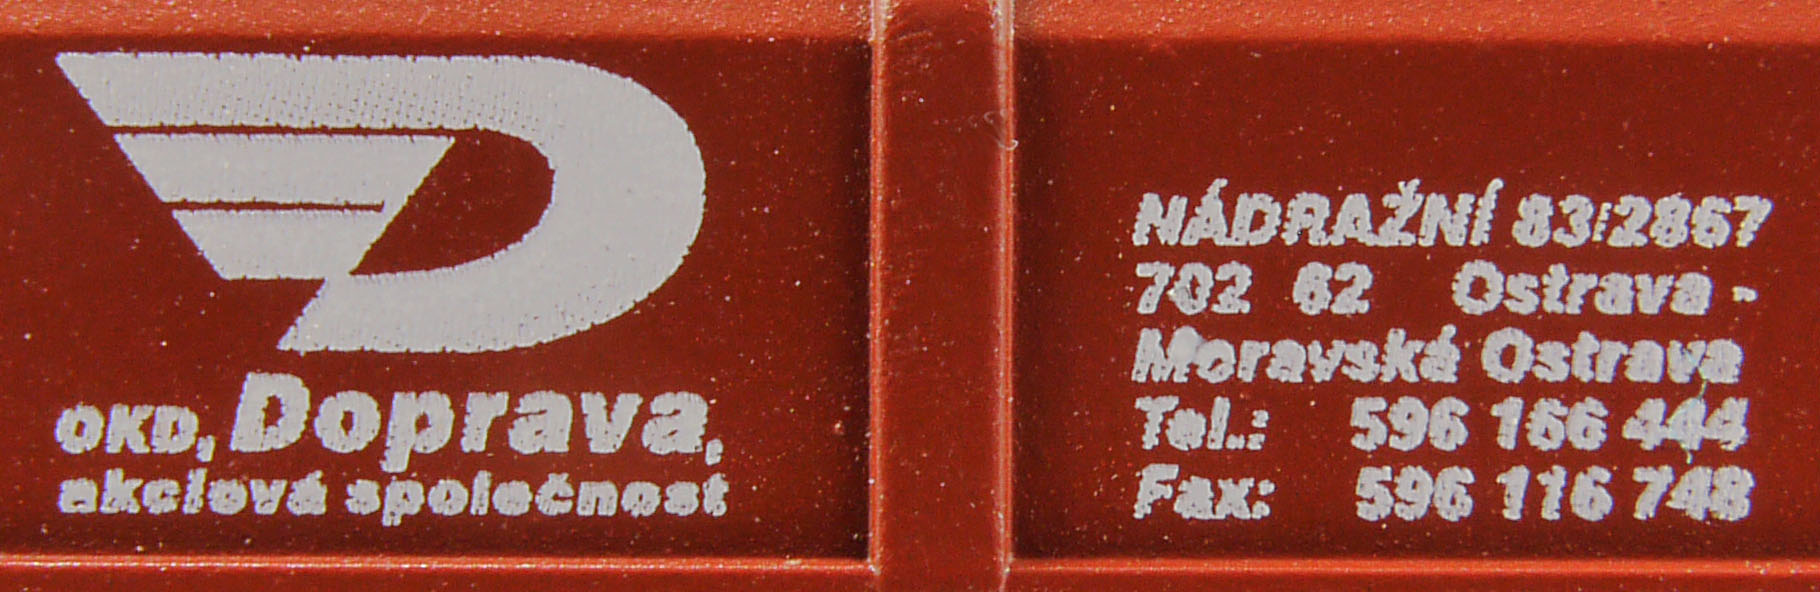 OKD, Doprava,
akciová společnost
NÁDRAŽNÍ 83/2867
702 62 Ostrava -
Moravská Ostrava
Tel.: 596 166 444
Fax: 596 116 748